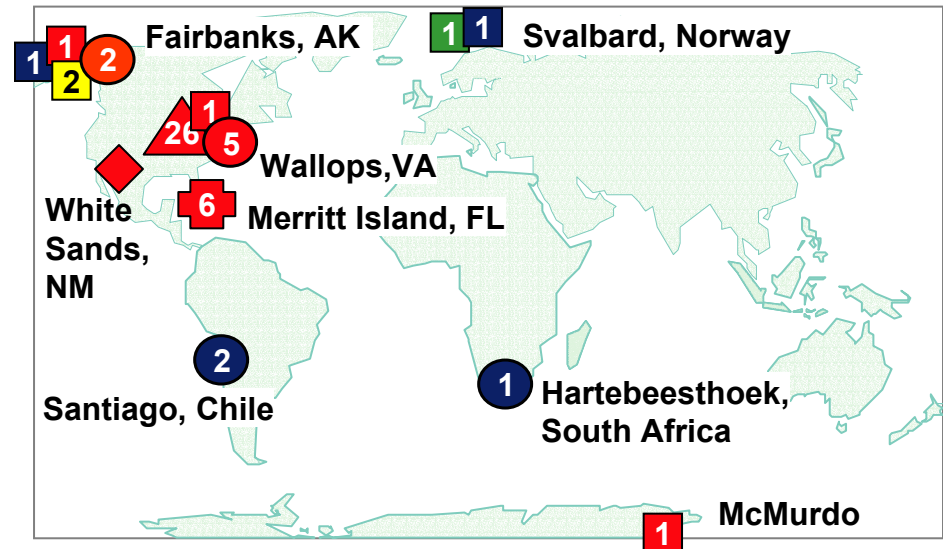 1 1 2 2 Fairbanks, AK
1 1 Svalbard, Norway
26 1 5
Wallops,VA
White
Sands,
NM
6 Merritt Island, FL
2
Santiago, Chile
1 Hartebeesthoek,
South Africa
1 McMurdo